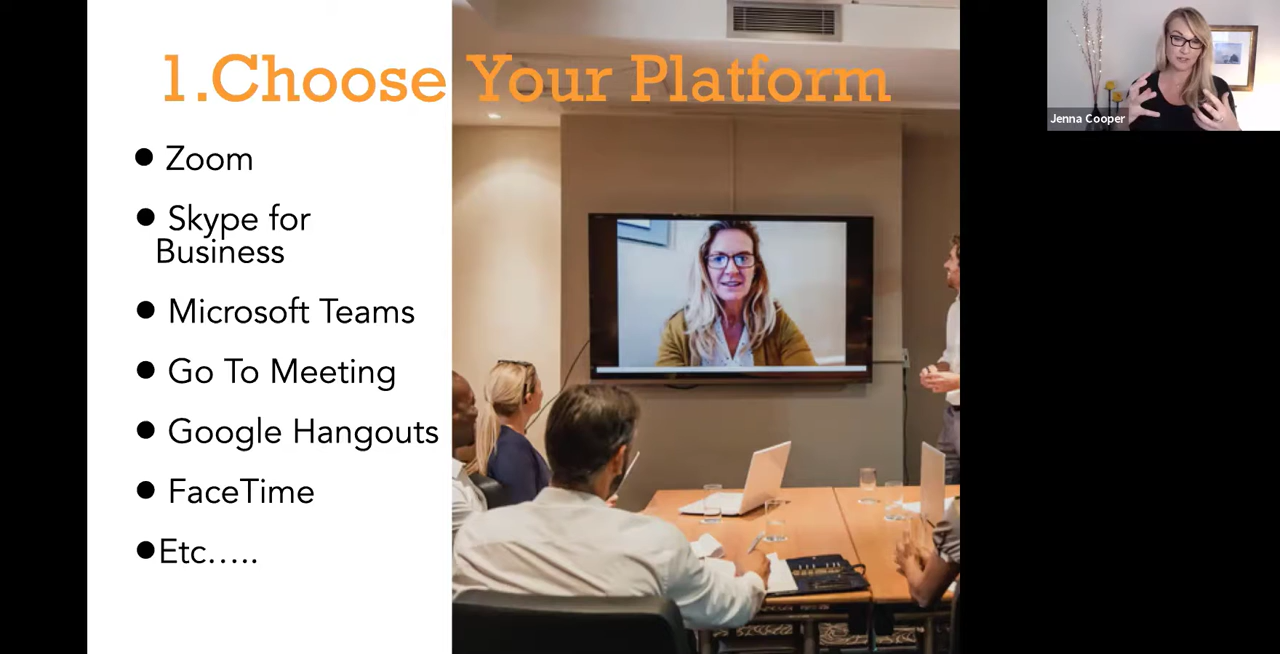 1.Choose Your Platform
● Zoom
● Skype for
Business
● Microsoft Teams
● Go To Meeting
● Google Hangouts
● FaceTime
●Etc.....
Jenna Cooper